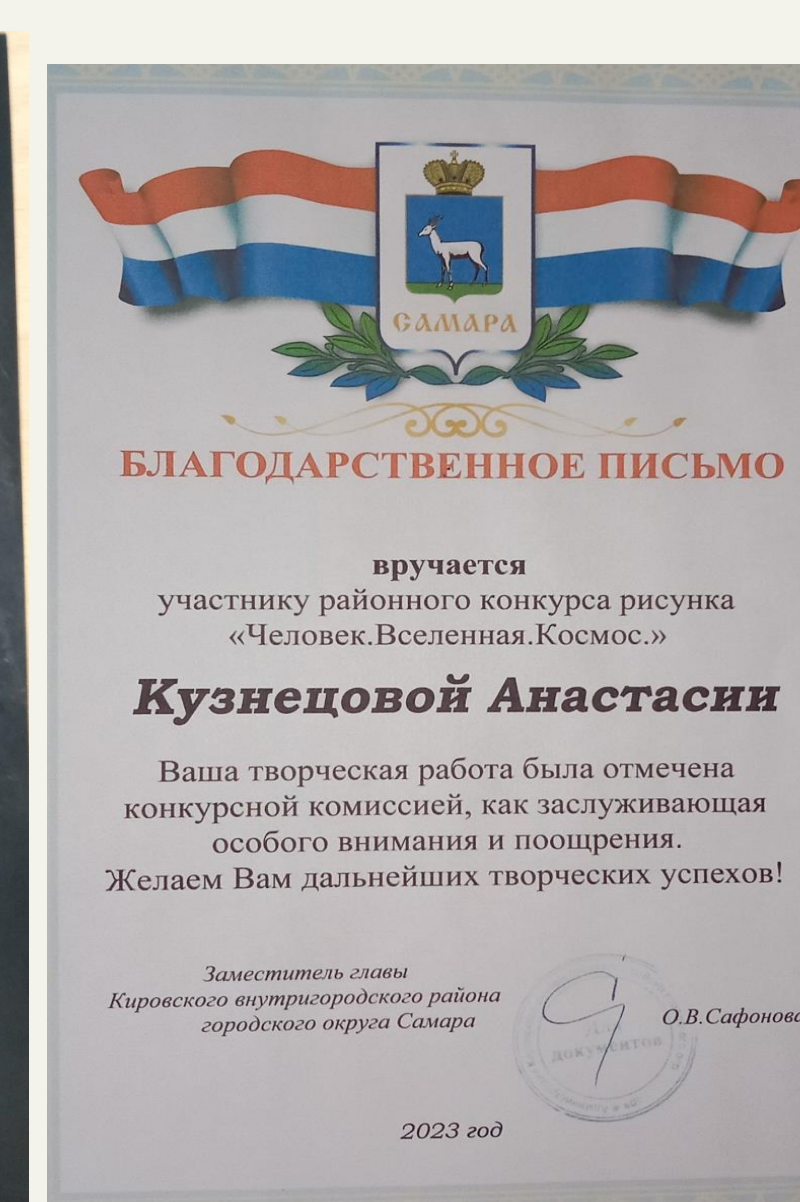 САМАРА
БЛАГОДАРСТВЕННОЕ ПИСЬМО
вручается
участнику районного конкурса рисунка
«Человек.Вселенная.Космос.»
Кузнецовой Анастасии
Ваша творческая работа была отмечена
конкурсной комиссией, как заслуживающая
особого внимания и поощрения.
Желаем Вам дальнейших творческих успехов!
Заместитель главы
Кировского внутригородского района
городского округа Самара
О.В.Сафонова
Для
документов
2023 год